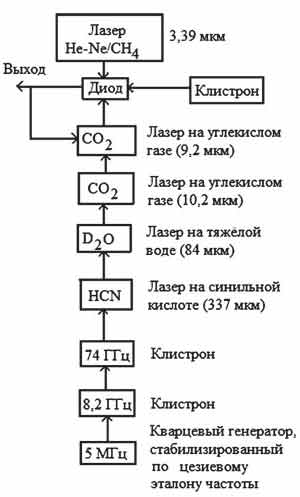 Лазер
He-Ne/CH4
3,39 мкм
Выход
Диод
Клистрон
CO2
Лазер на углекислом
газе (9,2 мкм)
CO2
Лазер на углекислом
газе (10,2 мкм)
D2O
Лазер на тяжелой
воде (84 мкм)
HCN
Лазер на синильной
кислоте (337 мкм)
74 ГГц
Клистрон
8,2 ГГц
Клистрон
5 МГц
Кварцевый генератор,
стабилизированный
по цезиевому
эталону частоты